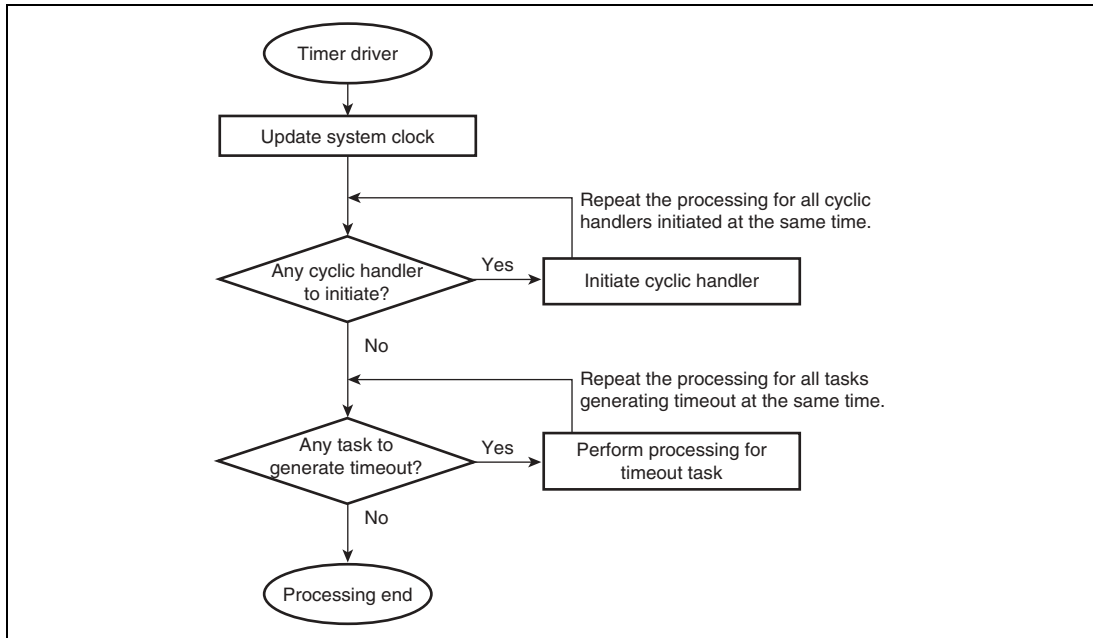 Timer driver
Update system clock
Repeat the processing for all cyclic
handlers initiated at the same time.
Any cyclic handler
to initiate?
Yes
Initiate cyclic handler
No
Repeat the processing for all tasks
generating timeout at the same time.
Any task to
generate timeout?
Yes
Perform processing for
timeout task
No
Processing end